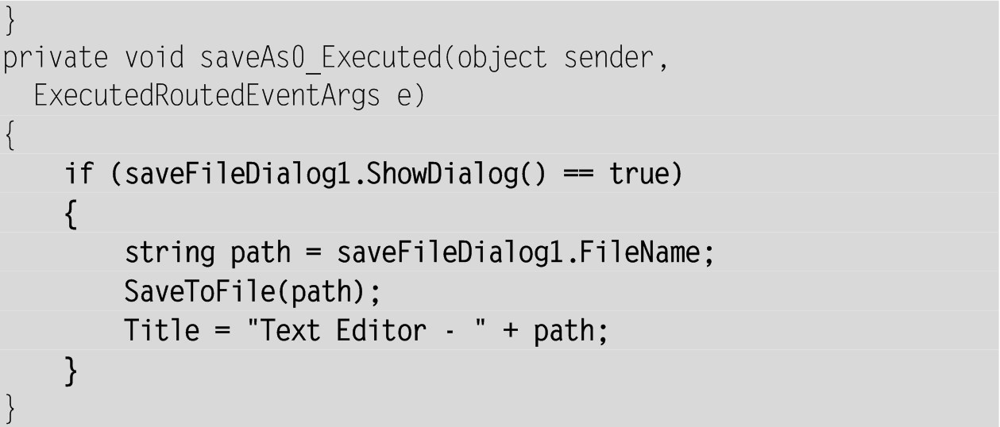 }
private void saveAs0_Executed(object sender,
  ExecutedRoutedEventArgs e)
{
    if (saveFileDialog1.ShowDialog() == true)
    {
        string path = saveFileDialog1.FileName;
        SaveToFile(path);
        Title = "Text Editor - " + path;
    }
}